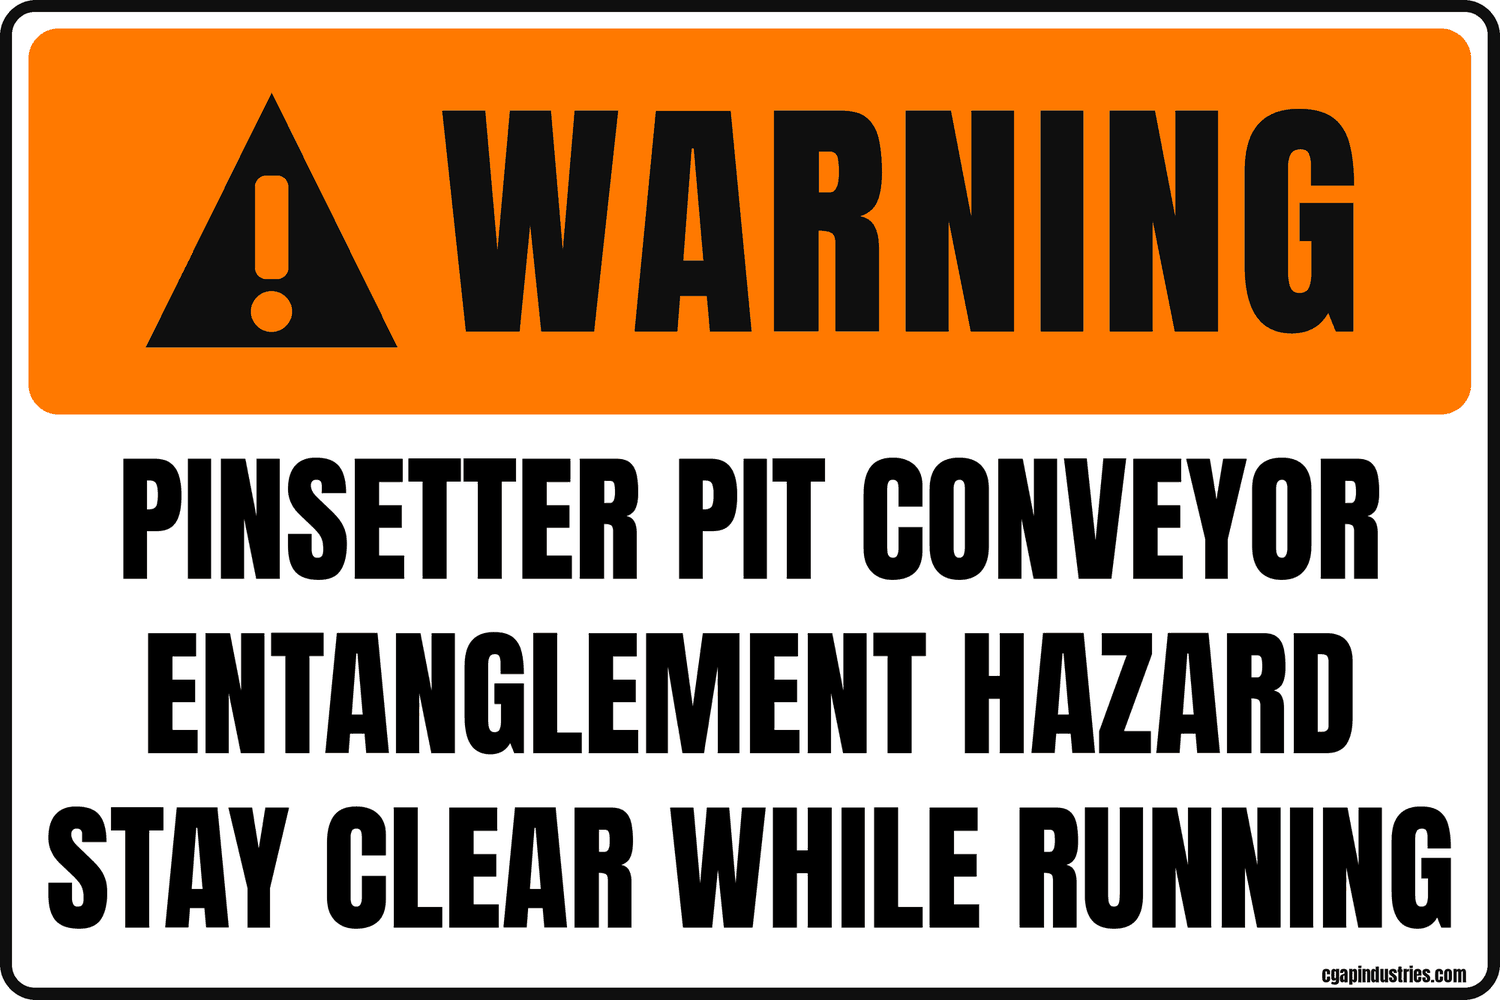 WARNING
PINSETTER PIT CONVEYOR
ENTANGLEMENT HAZARD
STAY CLEAR WHILE RUNNING
cgapindustries.com